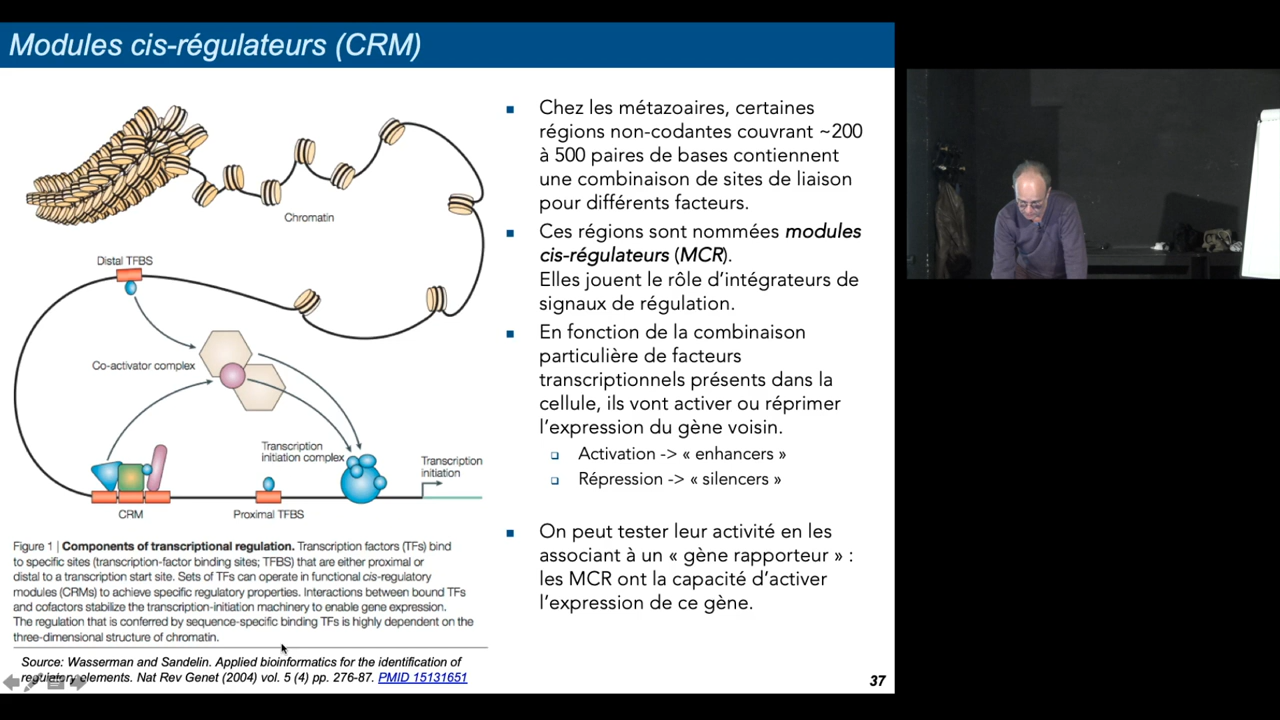 Modules cis-régulateurs (CRM)
Chromatin
Distal TFBS
Co-activator complex
Transcription
initiation complex
Transcription
initiation
CRM
Proximal TFBS
Figure 1 | Components of transcriptional regulation. Transcription factors (TFs) bind
to specific sites (transcription-factor binding sites; TFBS) that are either proximal or
distal to a transcription start site. Sets of TFs can operate in functional cis-regulatory
modules (CRMs) to achieve specific regulatory properties. Interactions between bound TFs
and cofactors stabilize the transcription-initiation machinery to enable gene expression.
The regulation that is conferred by sequence-specific binding TFs is highly dependent on the
three-dimensional structure of chromatin.
Source: Wasserman and Sandelin. Applied bioinformatics for the identification of
regulatory elements. Nat Rev Genet (2004) vol. 5 (4) pp. 276-87. PMID 15131651
Chez les métazoaires, certaines
régions non-codantes couvrant ~200
à 500 paires de bases contiennent
une combinaison de sites de liaison
pour différents facteurs.
Ces régions sont nommées modules
cis-régulateurs (MCR).
Elles jouent le rôle d'intégrateurs de
signaux de régulation.
En fonction de la combinaison
particulière de facteurs
transcriptionnels présents dans la
cellule, ils vont activer ou réprimer
l'expression du gène voisin.
Activation -> « enhancers »
Répression -> « silencers »
On peut tester leur activité en les
associant à un « gène rapporteur » :
les MCR ont la capacité d'activer
l'expression de ce gène.
37